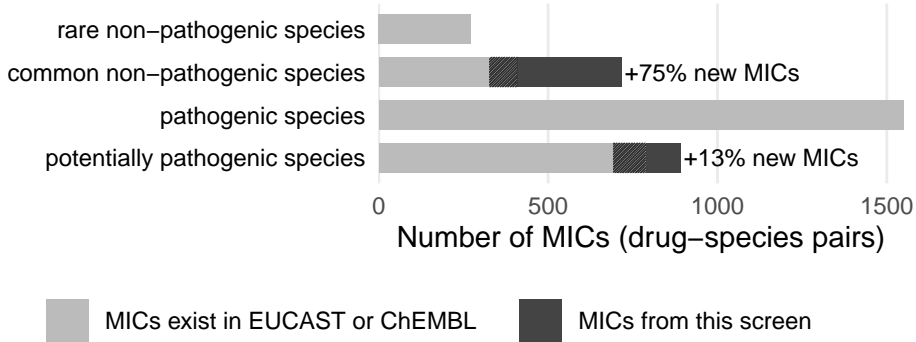 rare non−pathogenic species
common non−pathogenic species
+75% new MICs
pathogenic species
potentially pathogenic species
+13% new MICs
0 500 1000 1500
Number of MICs (drug−species pairs)
MICs exist in EUCAST or ChEMBL
MICs from this screen